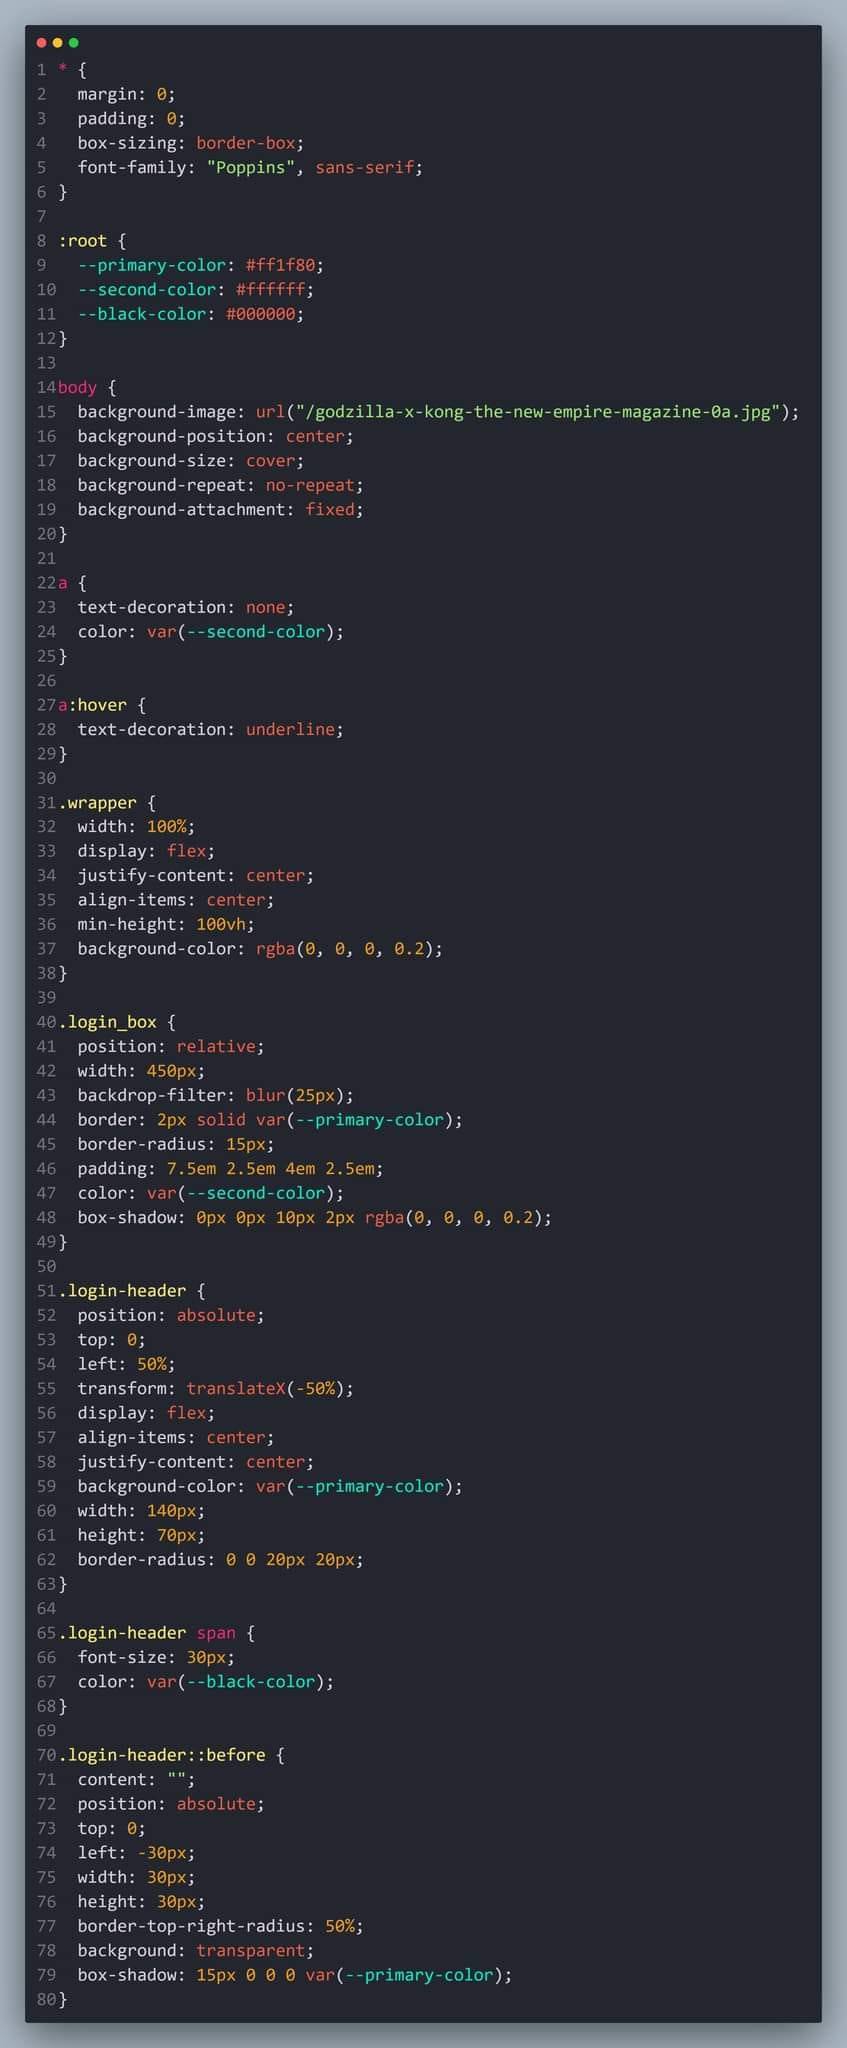 1 * {
2   margin: 0;
3   padding: 0;
4   box-sizing: border-box;
5   font-family: "Poppins", sans-serif;
6 }
7
8 :root {
9   --primary-color: #ff1f80;
10   --second-color: #ffffff;
11   --black-color: #000000;
12 }
13
14 body {
15   background-image: url("/godzilla-x-kong-the-new-empire-magazine-0a.jpg");
16   background-position: center;
17   background-size: cover;
18   background-repeat: no-repeat;
19   background-attachment: fixed;
20 }
21
22 a {
23   text-decoration: none;
24   color: var(--second-color);
25 }
26
27 a:hover {
28   text-decoration: underline;
29 }
30
31 .wrapper {
32   width: 100%;
33   display: flex;
34   justify-content: center;
35   align-items: center;
36   min-height: 100vh;
37   background-color: rgba(0, 0, 0, 0.2);
38 }
39
40 .login_box {
41   position: relative;
42   width: 450px;
43   backdrop-filter: blur(25px);
44   border: 2px solid var(--primary-color);
45   border-radius: 15px;
46   padding: 7.5em 2.5em 4em 2.5em;
47   color: var(--second-color);
48   box-shadow: 0px 0px 10px 2px rgba(0, 0, 0, 0.2);
49 }
50
51 .login-header {
52   position: absolute;
53   top: 0;
54   left: 50%;
55   transform: translateX(-50%);
56   display: flex;
57   align-items: center;
58   justify-content: center;
59   background-color: var(--primary-color);
60   width: 140px;
61   height: 70px;
62   border-radius: 0 0 20px 20px;
63 }
64
65 .login-header span {
66   font-size: 30px;
67   color: var(--black-color);
68 }
69
70 .login-header::before {
71   content: "";
72   position: absolute;
73   top: 0;
74   left: -30px;
75   width: 30px;
76   height: 30px;
77   border-top-right-radius: 50%;
78   background: transparent;
79   box-shadow: 15px 0 0 0 var(--primary-color);
80 }